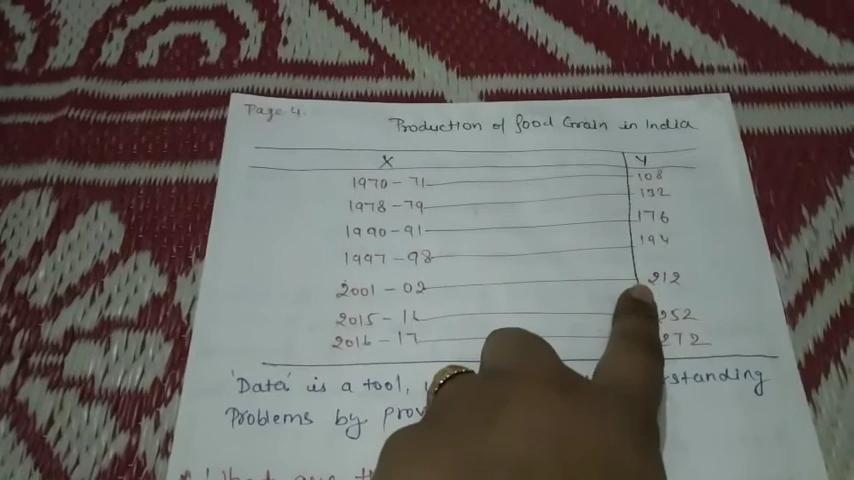 Page 4.
Production of food Grain in India
X Y
1970-71 108
1978-79 132
1990-91 176
1997-98 194
2001-02 212
2015-16 252
2016-17 272
'Data' is a tool, standing
Problems by